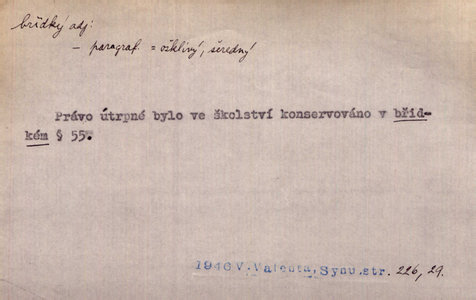 břidký adj:
– paragraf. = ošklivý, šeredný
Právo útrpné bylo ve školství konservováno v břid-
kém § 55.
1946 V. Valenta, Synu.str. 226, 29.